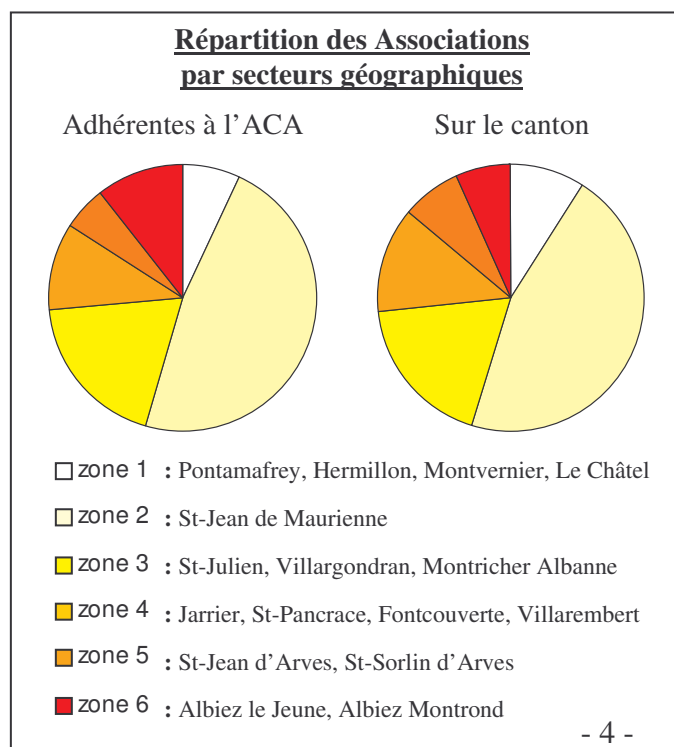 Répartition des Associations
par secteurs géographiques
Adhérentes à l'ACA
Sur le canton
zone 1 : Pontamafrey, Hermillon, Montvernier, Le Châtel
zone 2 : St-Jean de Maurienne
zone 3 : St-Julien, Villargondran, Montricher Albanne
zone 4 : Jarrier, St-Pancrace, Fontcouverte, Villarembert
zone 5 : St-Jean d'Arves, St-Sorlin d'Arves
zone 6 : Albiez le Jeune, Albiez Montrond
- 4 -